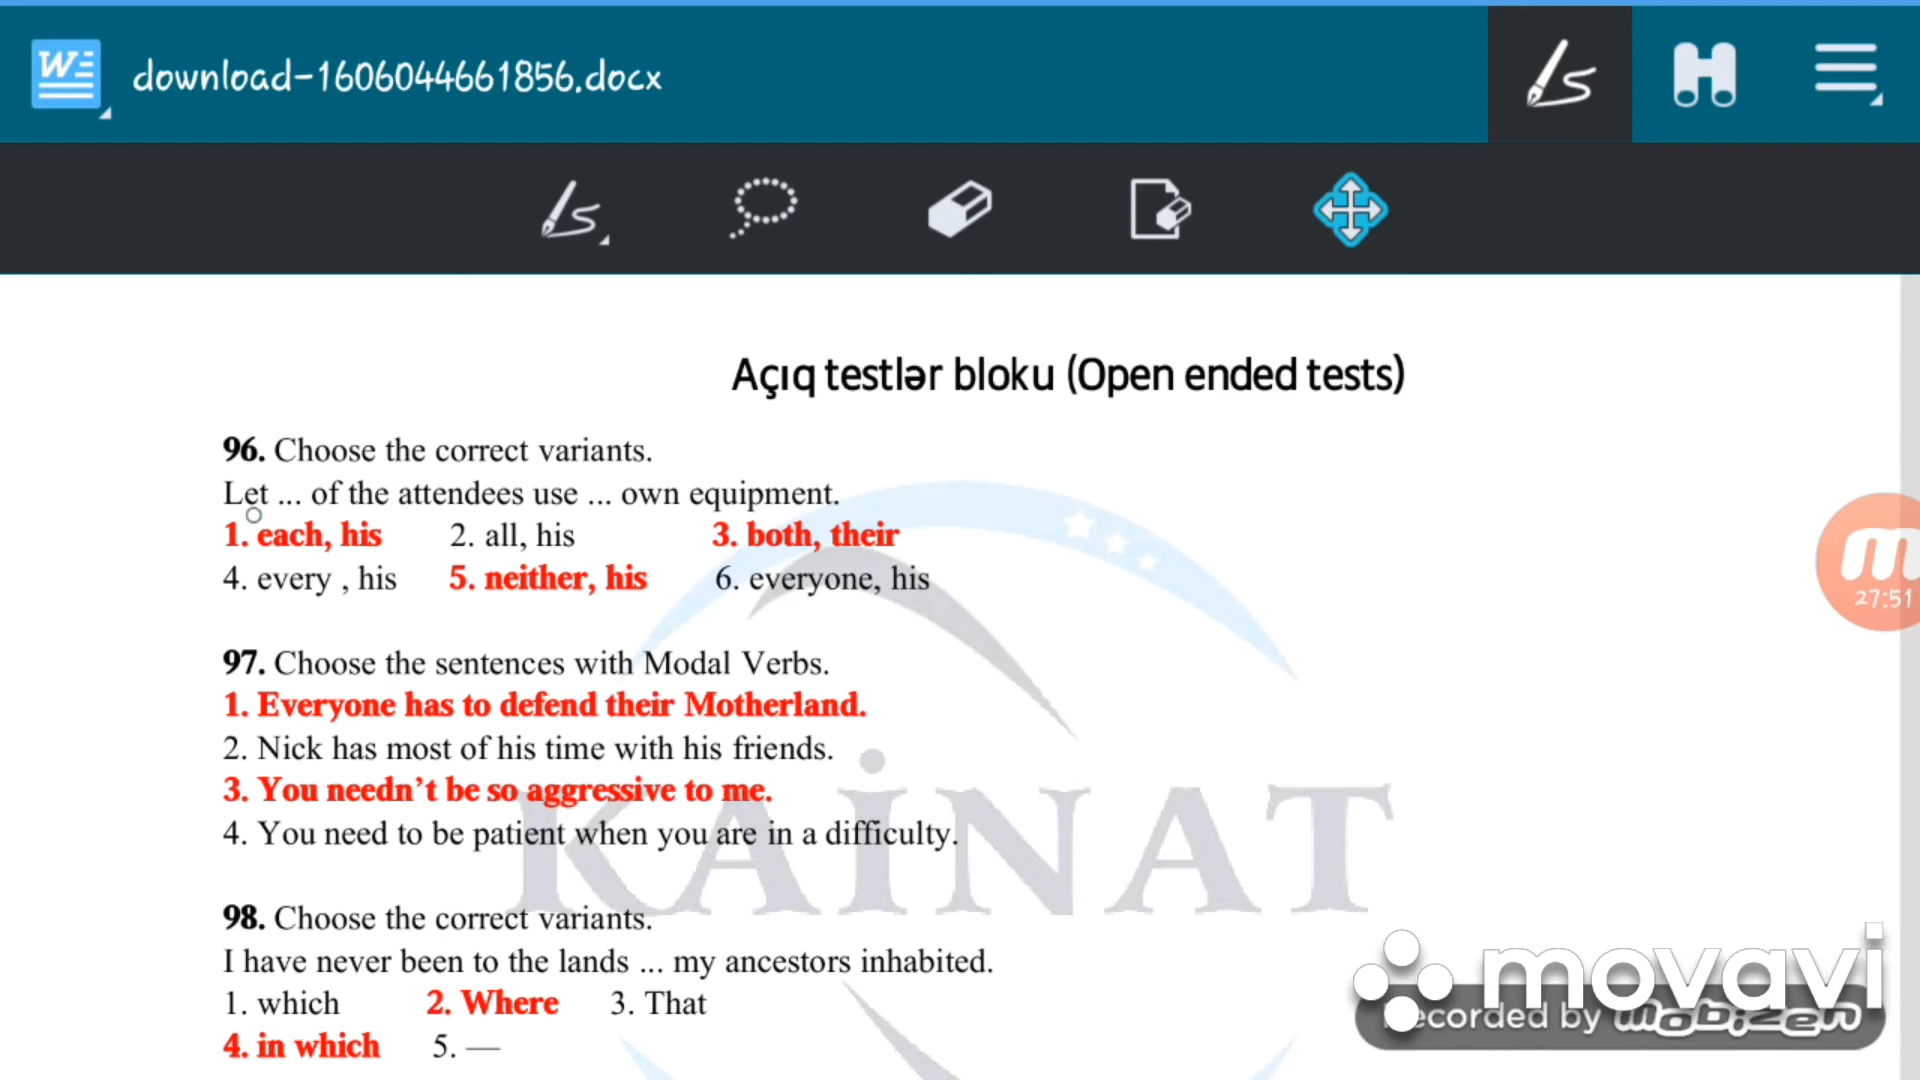 download-1606044661856.docx
Açıq testlər bloku (Open ended tests)
96. Choose the correct variants.
Let ... of the attendees use ... own equipment.
1. each, his 2. all, his 3. both, their
4. every , his 5. neither, his 6. everyone, his
27:51
97. Choose the sentences with Modal Verbs.
1. Everyone has to defend their Motherland.
2. Nick has most of his time with his friends.
3. You needn’t be so aggressive to me.
4. You need to be patient when you are in a difficulty.
KAİNAT
98. Choose the correct variants.
I have never been to the lands ... my ancestors inhabited.
1. which 2. Where 3. That
4. in which 5. —
movavi
Recorded by mobizen